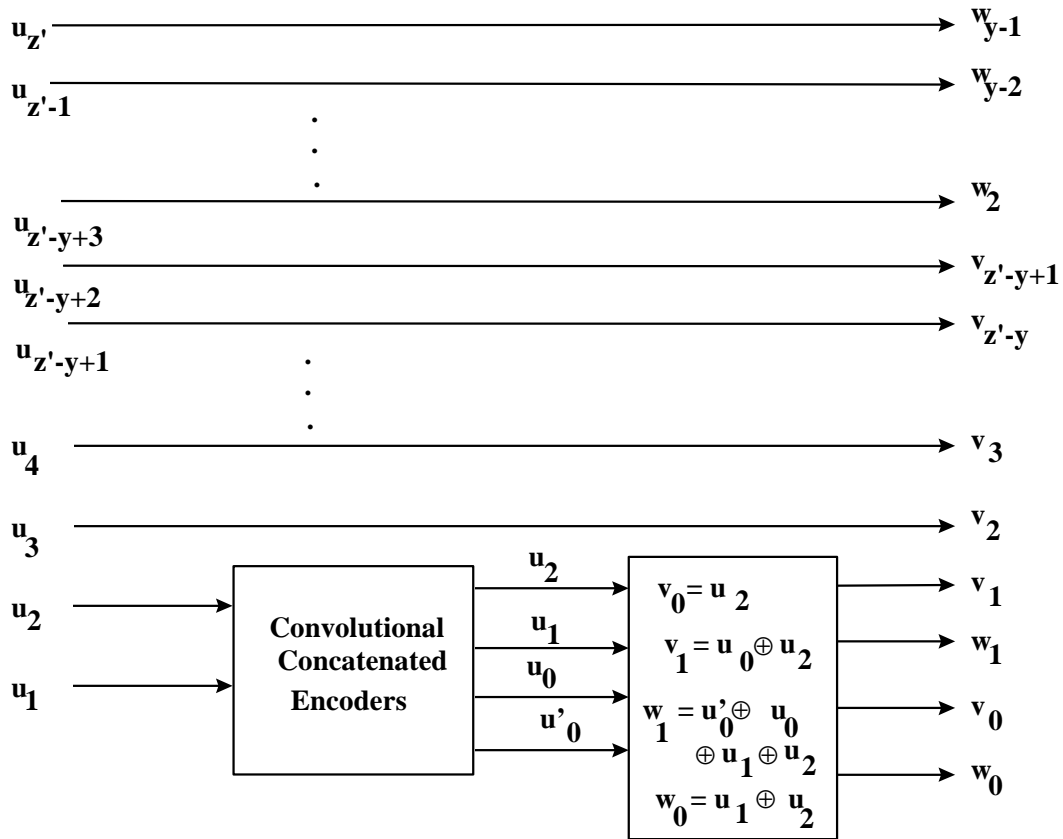 u_z' w_y-1
u_z'-1 w_y-2
. . .
u_z'-y+3 w_2
u_z'-y+2 v_z'-y+1
u_z'-y+1 v_z'-y
. . .
u_4 v_3
u_3 v_2
u_2 u_2 v_0 = u_2 v_1
Convolutional
Concatenated
Encoders
u_1 u_1 v_1 = u_0 ⊕ u_2 w_1
u_0 w_1 = u'_0 ⊕ u_0 v_0
u'_0 ⊕ u_1 ⊕ u_2
w_0 = u_1 ⊕ u_2 w_0